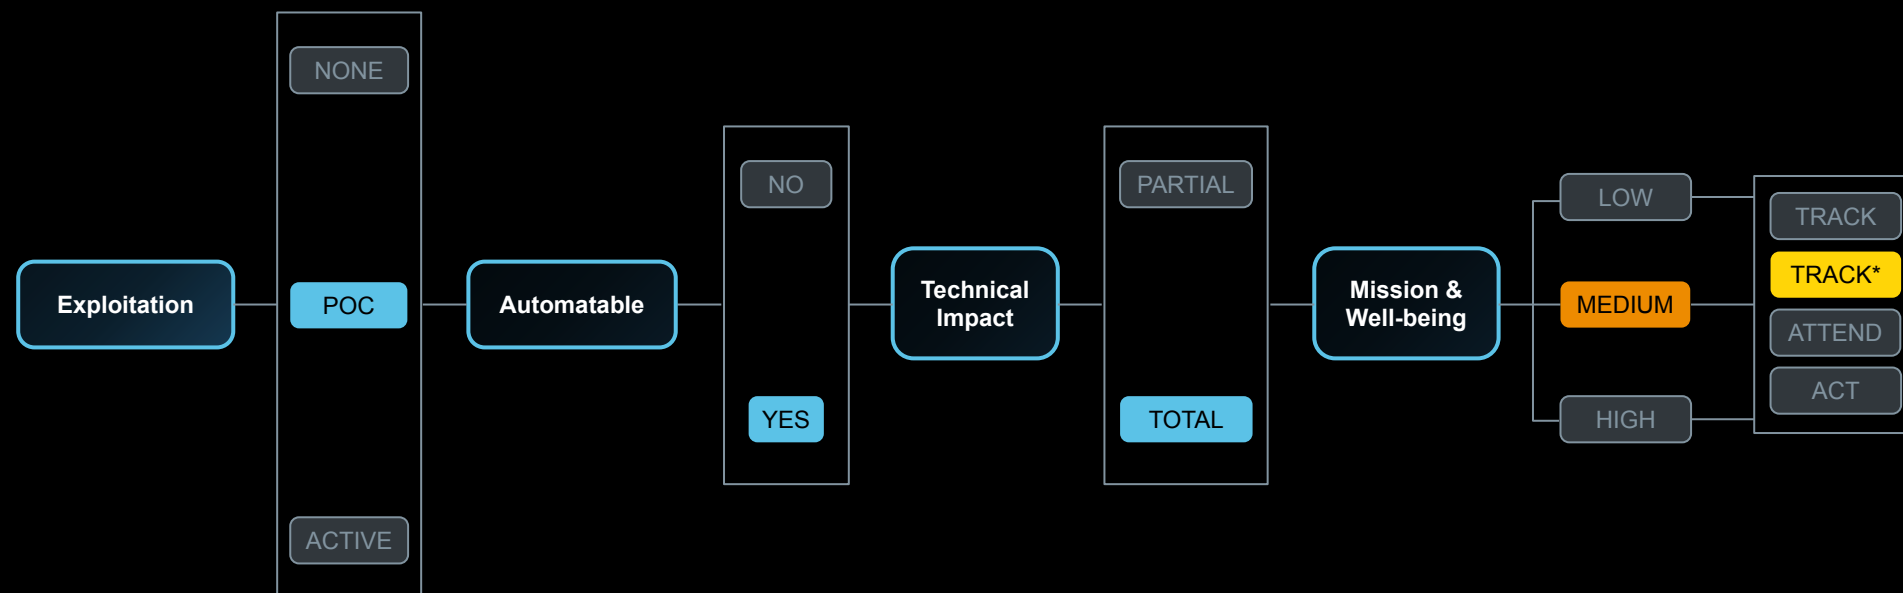 Exploitation
NONE
POC
ACTIVE
Automatable
NO
YES
Technical
Impact
PARTIAL
TOTAL
Mission &
Well-being
LOW
MEDIUM
HIGH
TRACK
TRACK*
ATTEND
ACT